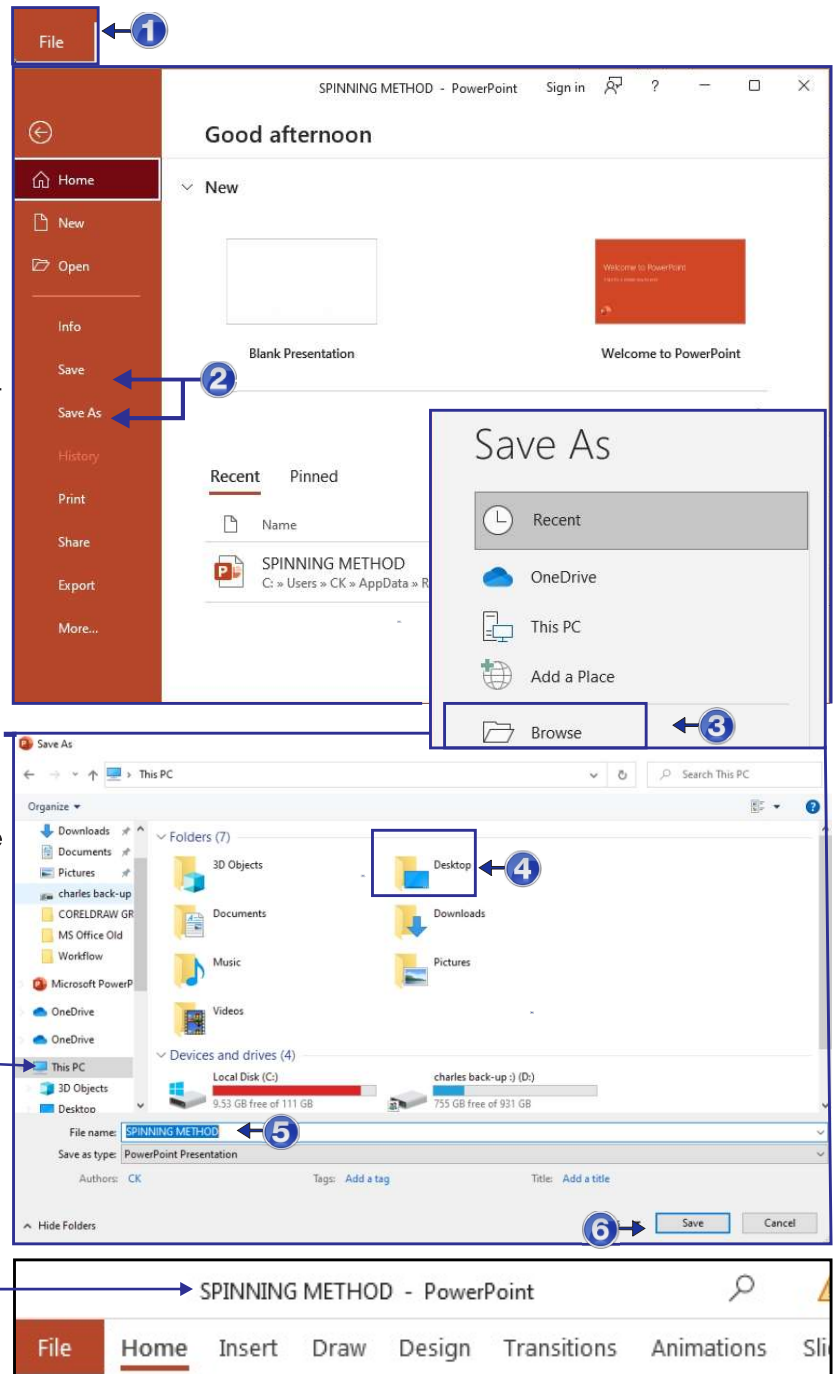 File
1
SPINNING METHOD - PowerPoint Sign in ?
Good afternoon
Home
New
New
Open
Welcome to PowerPoint
Info
Blank Presentation Welcome to PowerPoint
Save
2
Save As
History
Recent Pinned
Print
Name
Share
SPINNING METHOD
C: » Users » CK » AppData » R
Export
More...
Save As
Recent
OneDrive
This PC
Add a Place
Browse
3
Save As
This PC Search This PC
Organize ?
Downloads
Documents
Pictures
charles back-up
CORELDRAW GR
MS Office Old
Workflow
Microsoft PowerP
OneDrive
OneDrive
This PC
3D Objects
Desktop
Folders (7)
3D Objects Desktop
4
Documents Downloads
Music Pictures
Videos
Devices and drives (4)
Local Disk (C:) charles back-up :) (D:)
9.53 GB free of 111 GB 755 GB free of 931 GB
File name: SPINNING METHOD
5
Save as type: PowerPoint Presentation
Authors: CK Tags: Add a tag Title: Add a title
Hide Folders
6
Save Cancel
SPINNING METHOD - PowerPoint
File Home Insert Draw Design Transitions Animations Sli